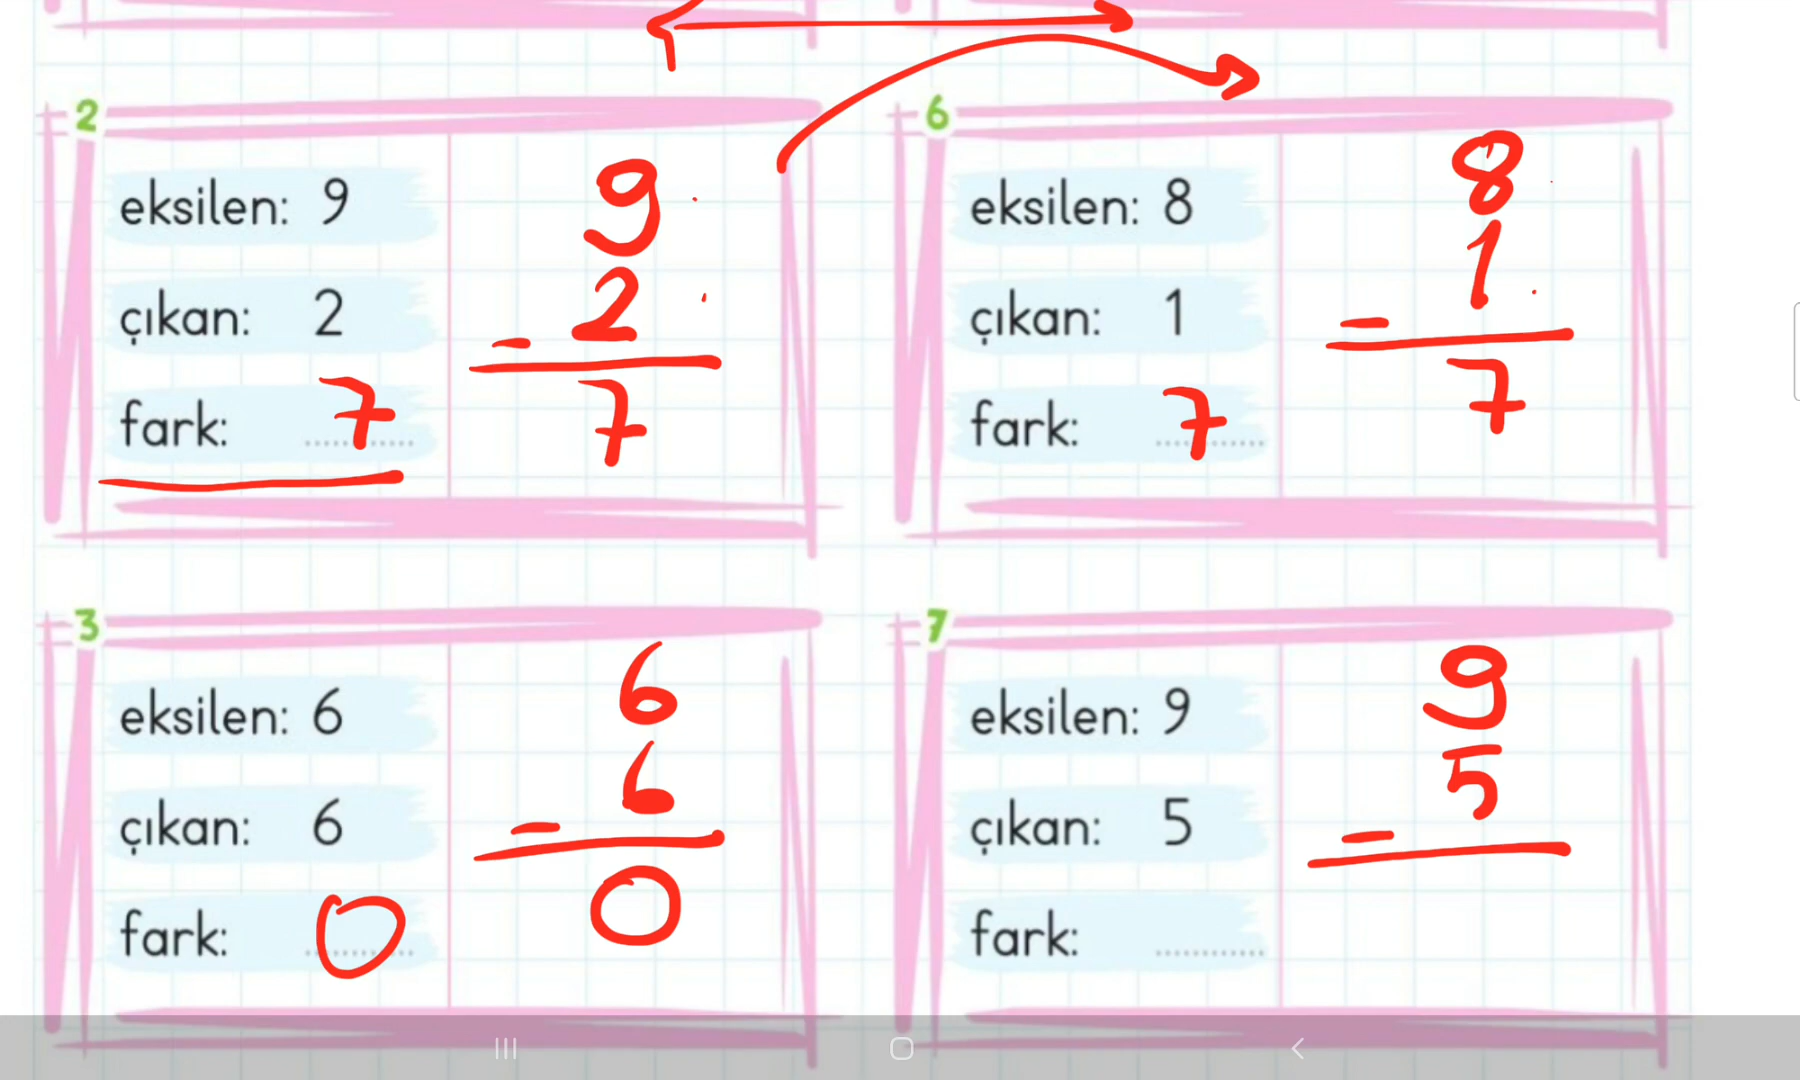 2
eksilen: 9
çıkan: 2
fark: 7
9
2
-
7
6
eksilen: 8
çıkan: 1
fark: 7
8
1
-
7
3
eksilen: 6
çıkan: 6
fark: 0
6
6
-
0
7
eksilen: 9
çıkan: 5
fark: ............
9
5
-